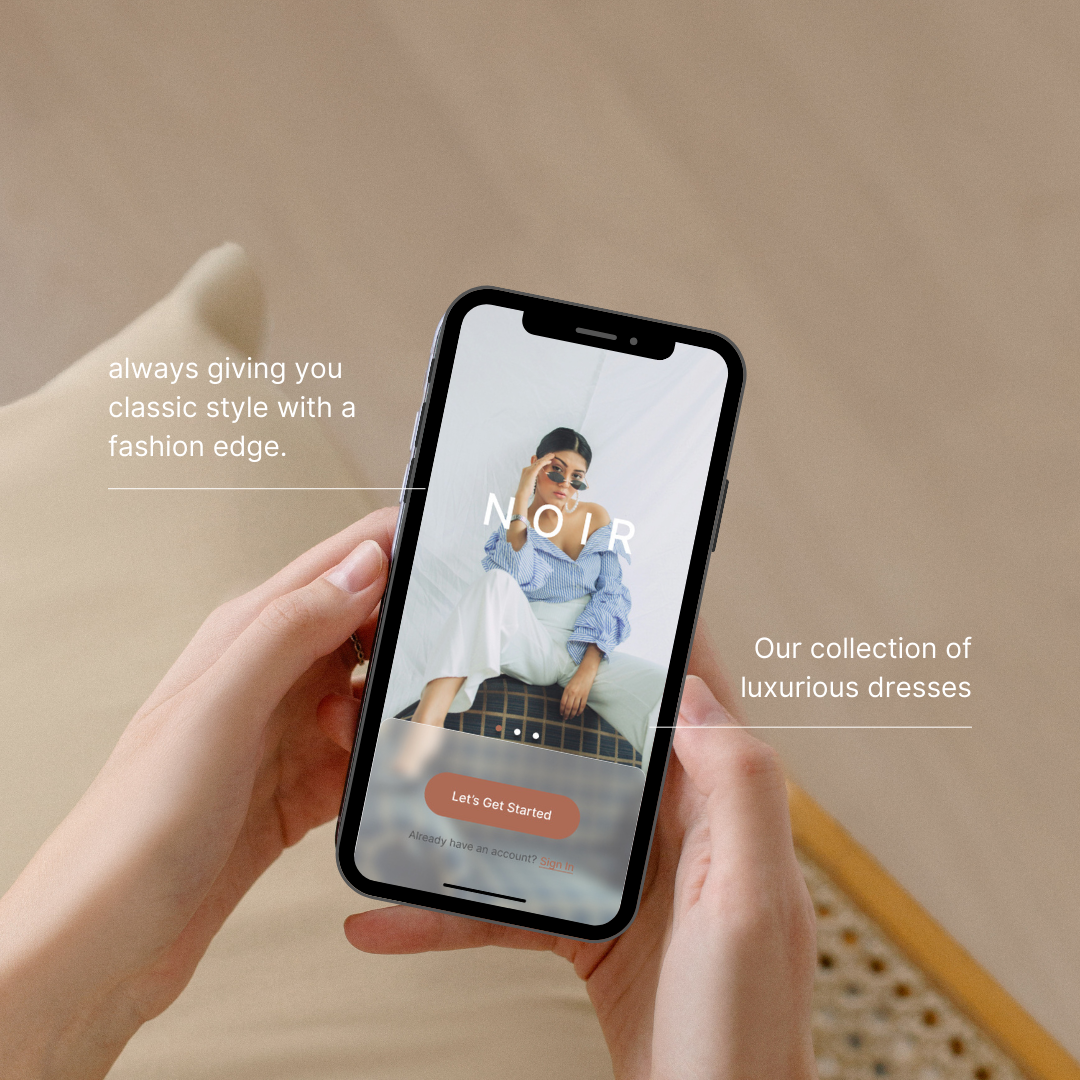 always giving you
classic style with a
fashion edge.
NOIR
Our collection of
luxurious dresses
Let's Get Started
Already have an account? Sign In